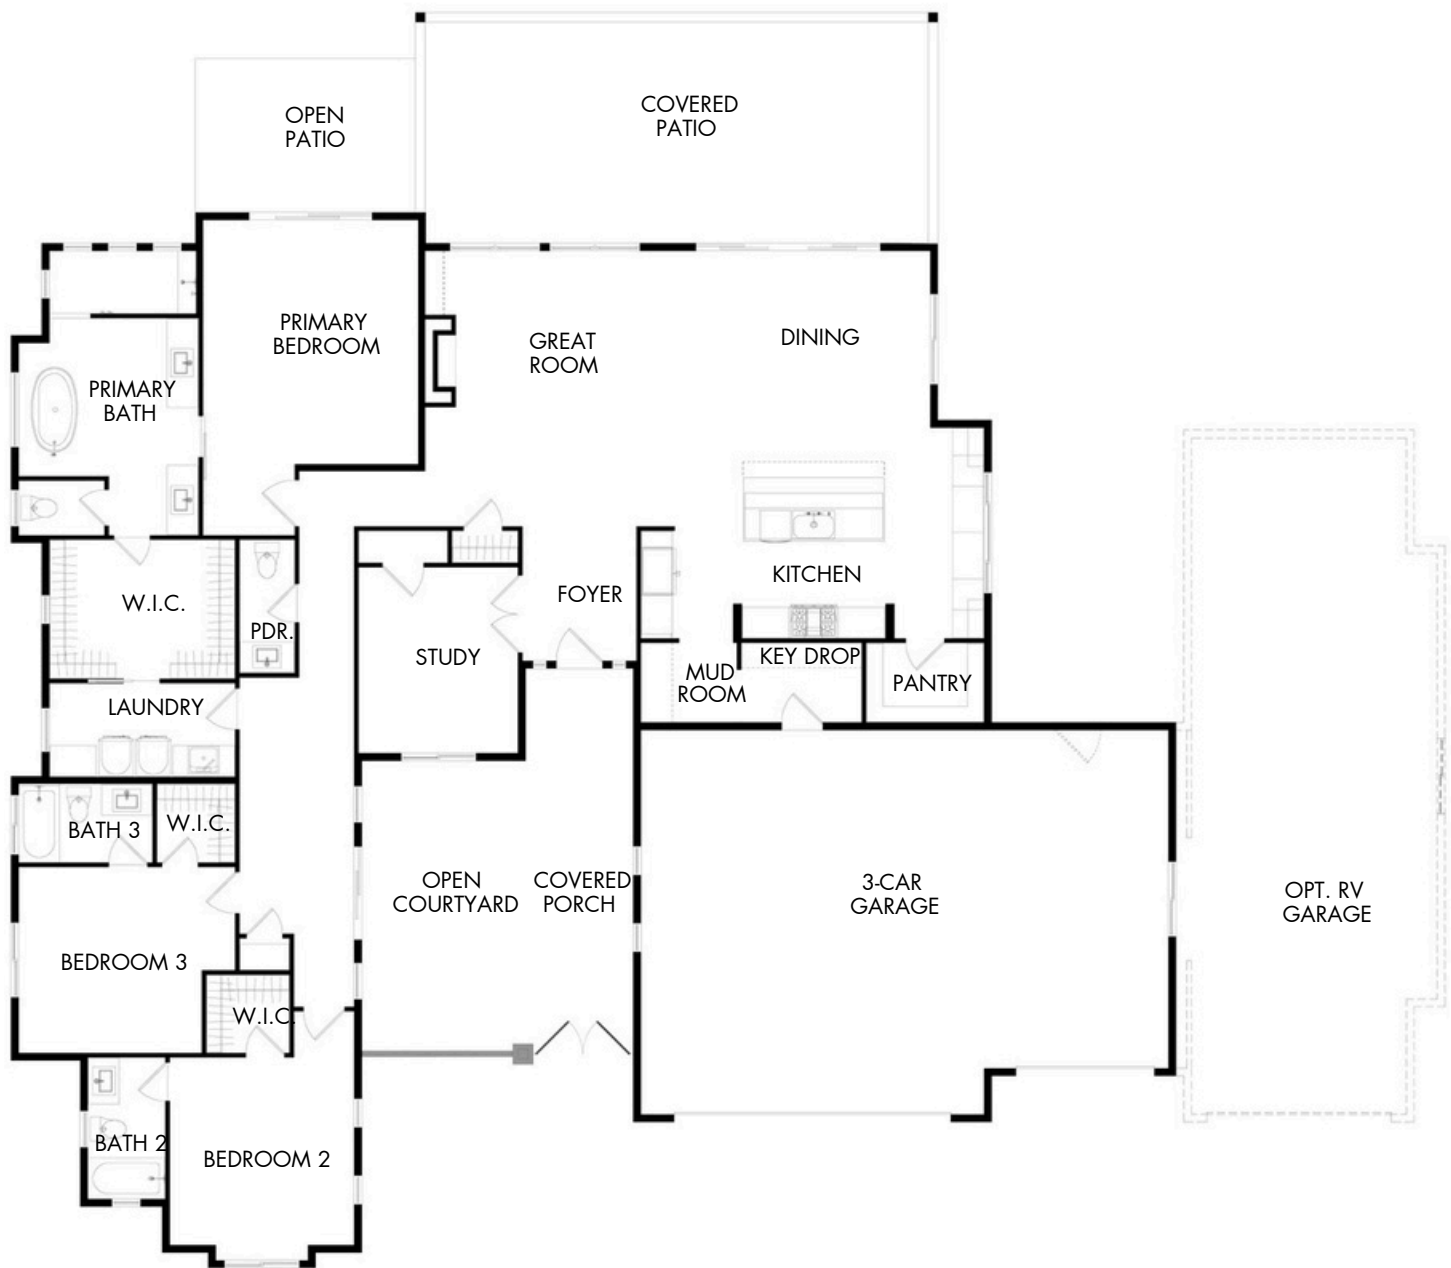 OPEN
PATIO
COVERED
PATIO
PRIMARY
BEDROOM
GREAT
ROOM
DINING
PRIMARY
BATH
KITCHEN
W.I.C.
FOYER
PDR.
STUDY
KEY DROP
MUD
ROOM
PANTRY
LAUNDRY
BATH 3
W.I.C.
OPEN
COURTYARD
COVERED
PORCH
3-CAR
GARAGE
OPT. RV
GARAGE
BEDROOM 3
W.I.C.
BATH 2
BEDROOM 2